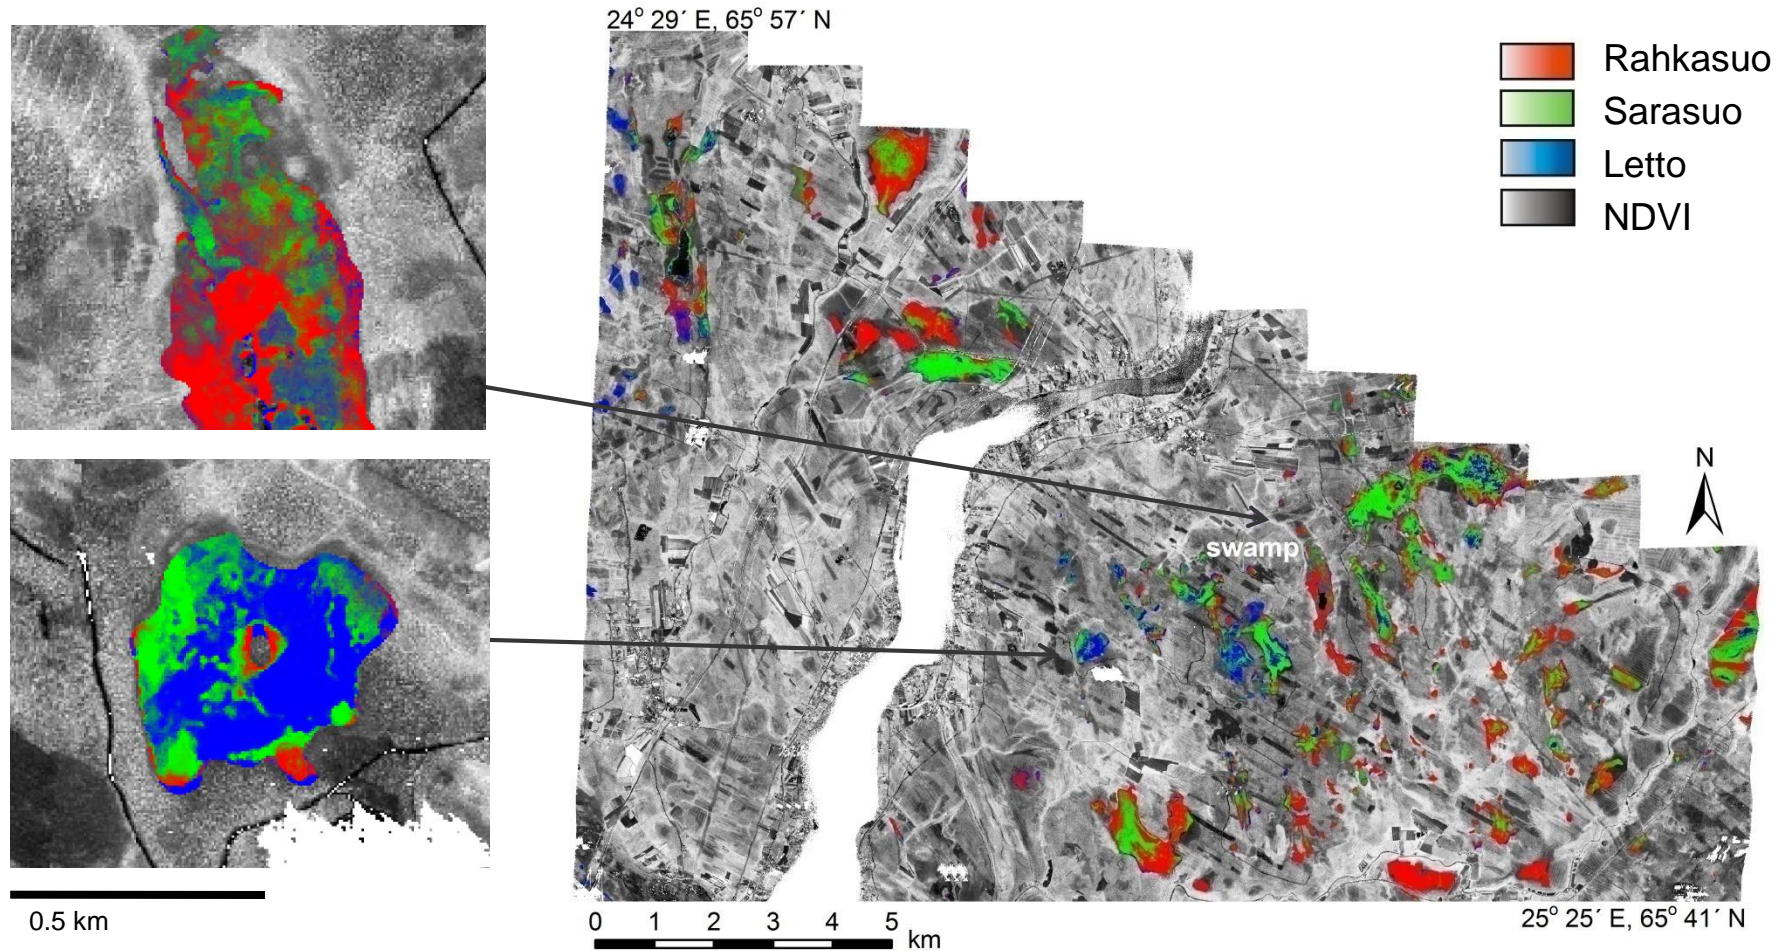 24° 29´ E, 65° 57´ N
Rahkasuo
Sarasuo
Letto
NDVI
N
swamp
0.5 km
0 1 2 3 4 5 km
25° 25´ E, 65° 41´ N